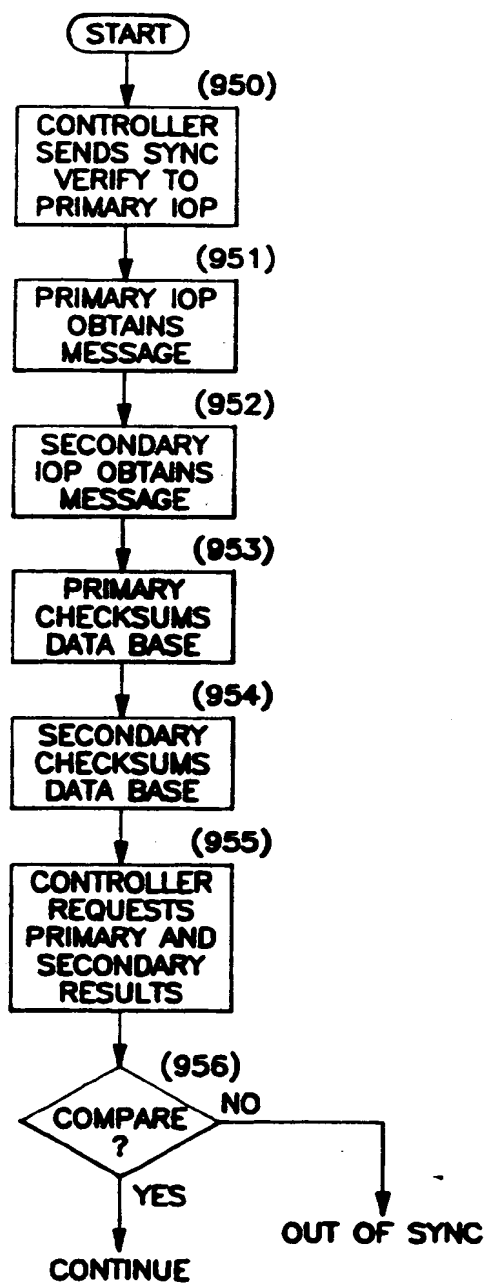 START
(950)
CONTROLLER
SENDS SYNC
VERIFY TO
PRIMARY IOP
(951)
PRIMARY IOP
OBTAINS
MESSAGE
(952)
SECONDARY
IOP OBTAINS
MESSAGE
(953)
PRIMARY
CHECKSUMS
DATA BASE
(954)
SECONDARY
CHECKSUMS
DATA BASE
(955)
CONTROLLER
REQUESTS
PRIMARY AND
SECONDARY
RESULTS
(956)
COMPARE
?
NO
YES
OUT OF SYNC
CONTINUE